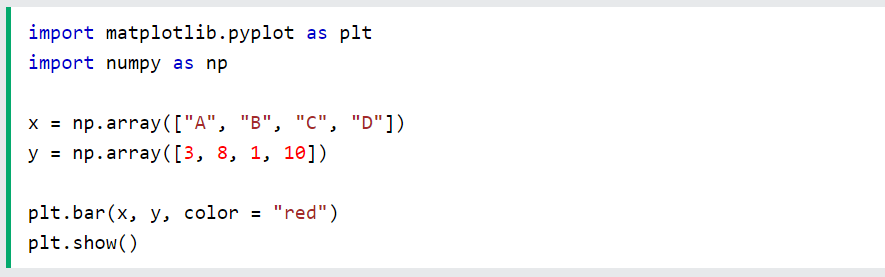 import matplotlib.pyplot as plt
import numpy as np
x = np.array(["A", "B", "C", "D"])
y = np.array([3, 8, 1, 10])
plt.bar(x, y, color = "red")
plt.show()